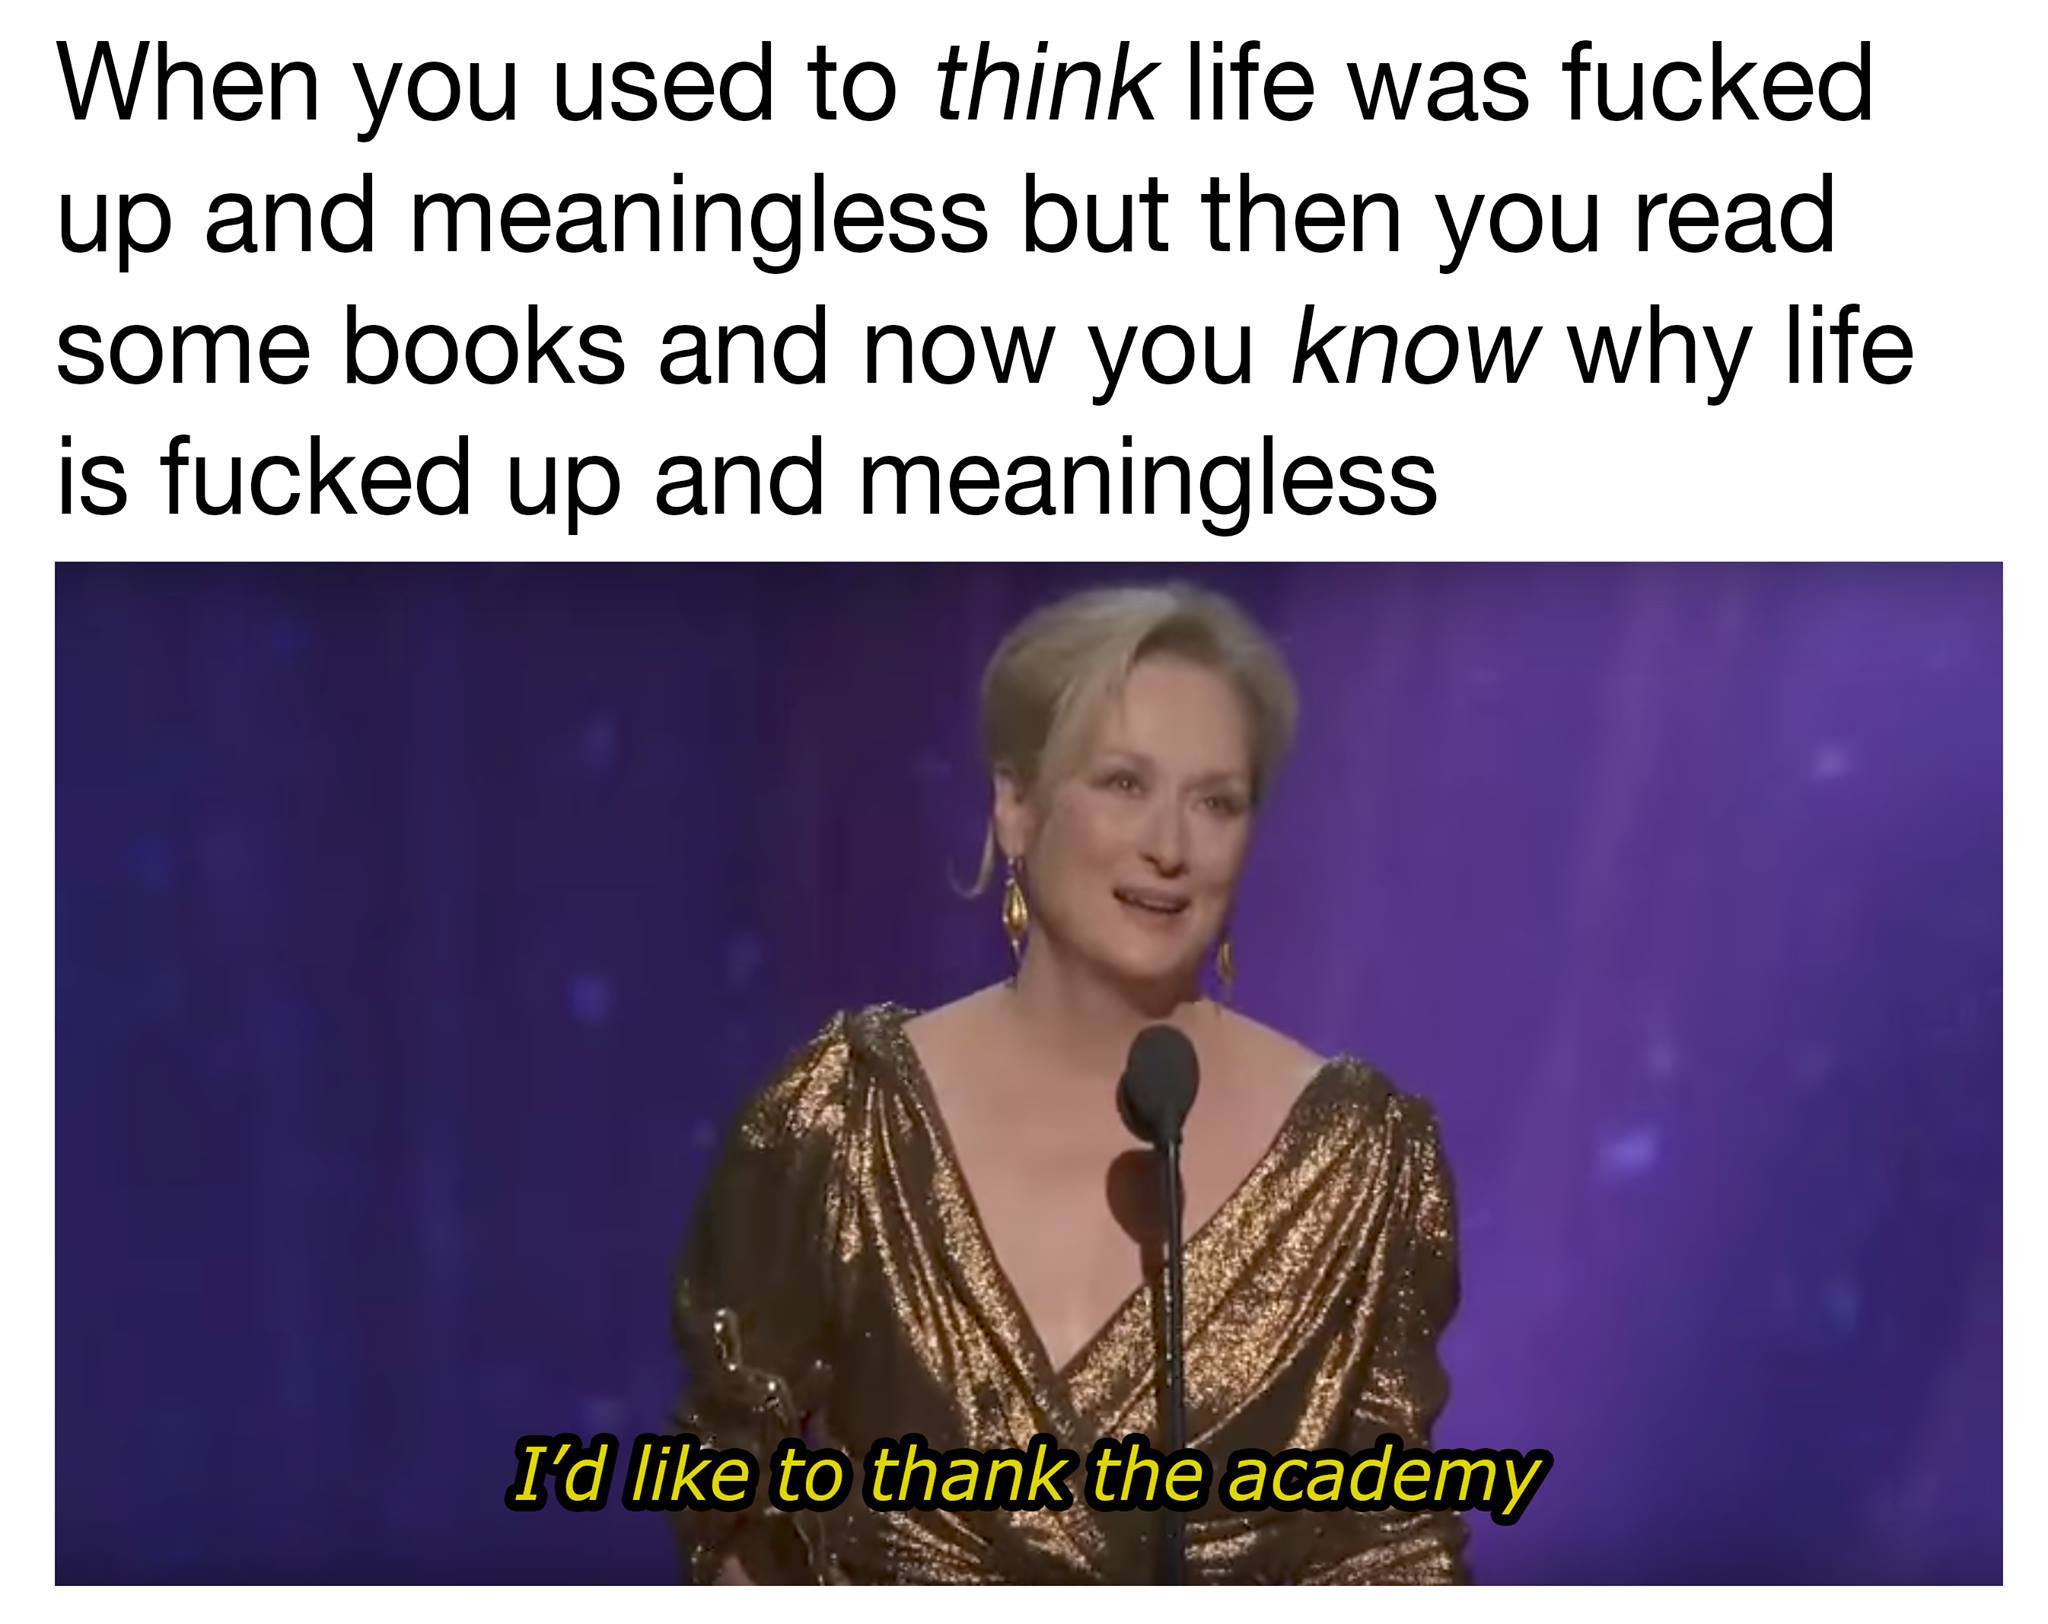 When you used to think life was fucked
up and meaningless but then you read
some books and now you know why life
is fucked up and meaningless
I’d like to thank the academy